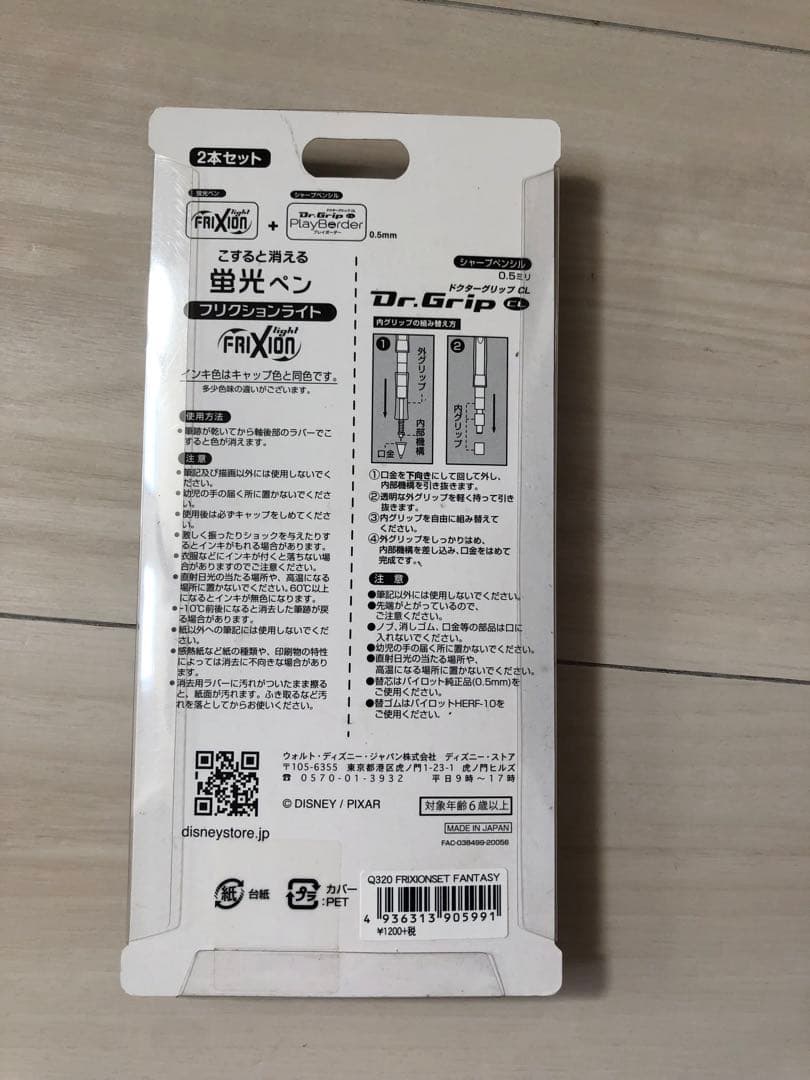 2本セット
蛍光ペン
FRIXION light
+
シャープペンシル
ドクターグリップCL
Dr.Grip CL
PlayBorder
プレイボーダー
0.5mm
こすると消える
蛍光ペン
フリクションライト
light
FRIXION
インキ色はキャップ色と同色です。
多少色味の違いがございます。
使用方法
●筆跡が乾いてから軸後部のラバーでこ
すると色が消えます。
注意
●筆記及び描画以外には使用しないでく
ださい。
●幼児の手の届く所に置かないでくださ
い。
●使用後は必ずキャップをしめてくださ
い。
●激しく振ったりショックを与えたりす
るとインキがもれる場合があります。
●衣服などにインキが付くと落ちない場
合がありますのでご注意ください。
●直射日光の当たる場所や、高温になる
場所に置かないでください。60℃以上
になるとインキが無色になります。
●-10℃前後になると消去した筆跡が戻
る場合があります。
●紙以外への筆記には使用しないでくだ
さい。
●感熱紙など紙の種類や、印刷物の特性
によっては消去に不向きな場合があり
ます。
●消去用ラバーに汚れがついたまま擦る
と、紙面が汚れます。ふき取るなど汚
れを落としてからお使いください。
シャープペンシル
0.5ミリ
ドクターグリップ CL
Dr.Grip CL
内グリップの組み替え方
①
外グリップ
内部機構
口金
②
内グリップ
①口金を下向きにして回して外し、
内部機構を引き抜きます。
②透明な外グリップを軽く持って引き
抜きます。
③内グリップを自由に組み替えて
ください。
④外グリップをしっかりはめ、
内部機構を差し込み、口金をはめて
完成です。
注意
●筆記以外には使用しないでください。
●先端がとがっているので、
ご注意ください。
●ノブ、消しゴム、口金等の部品は口に
入れないでください。
●幼児の手の届く所に置かないでください。
●直射日光の当たる場所や、
高温になる場所に置かないでください。
●替芯はパイロット純正品(0.5mm)を
ご使用ください。
●替ゴムはパイロットHERF-10を
ご使用ください。
disneystore.jp
ウォルト・ディズニー・ジャパン株式会社 ディズニー・ストア
〒105-6355 東京都港区虎ノ門1-23-1 虎ノ門ヒルズ
☎ 0570-01-3932 平日9時～17時
© DISNEY / PIXAR
対象年齢6歳以上
MADE IN JAPAN
FAC-038499-20056
紙
台紙
プラ
カバー
:PET
Q320 FRIXIONSET FANTASY
4 936313 905991
¥1200+税